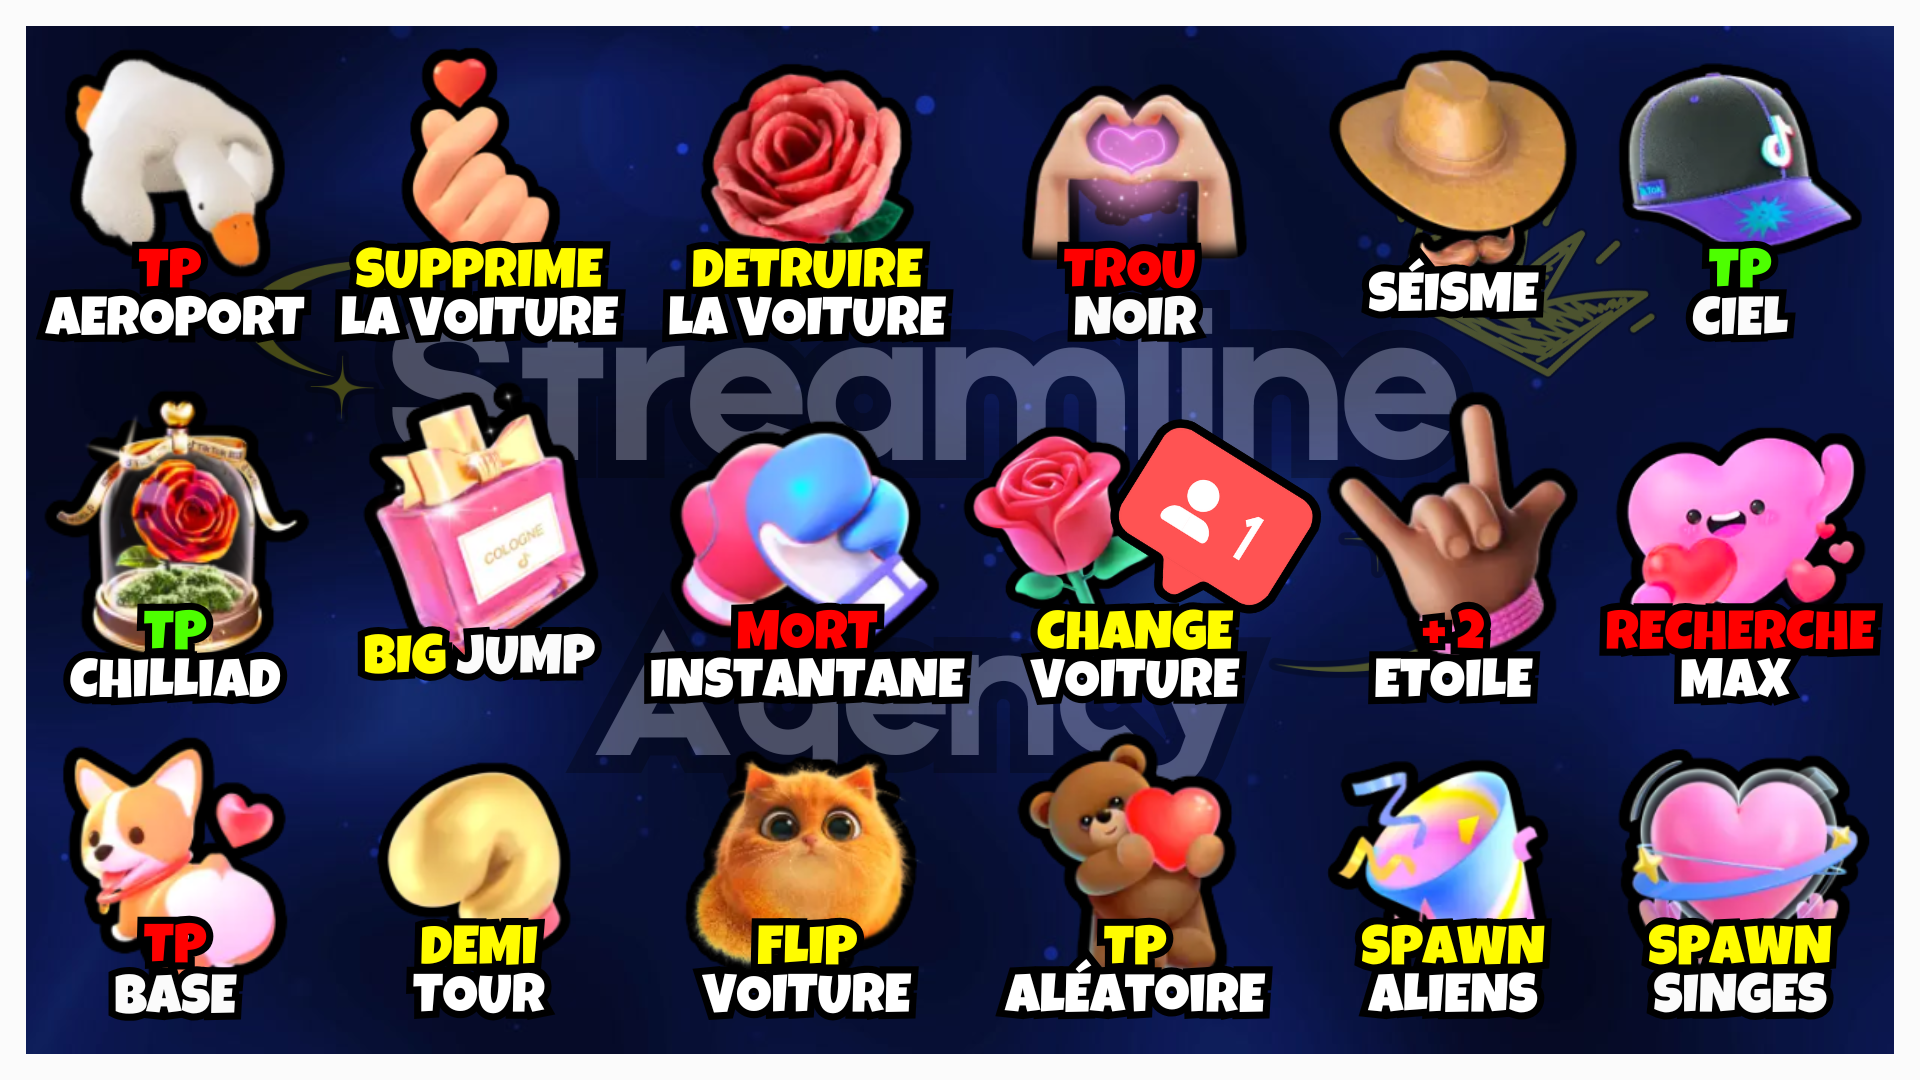 TP
AEROPORT
SUPPRIME
LA VOITURE
DETRUIRE
LA VOITURE
TROU
NOIR
SÉISME
TP
CIEL
Streamline
TP
CHILLIAD
COLOGNE
BIG JUMP
MORT
INSTANTANE
1
CHANGE
VOITURE
+2
ETOILE
RECHERCHE
MAX
Agency
TP
BASE
DEMI
TOUR
FLIP
VOITURE
TP
ALÉATOIRE
SPAWN
ALIENS
SPAWN
SINGES